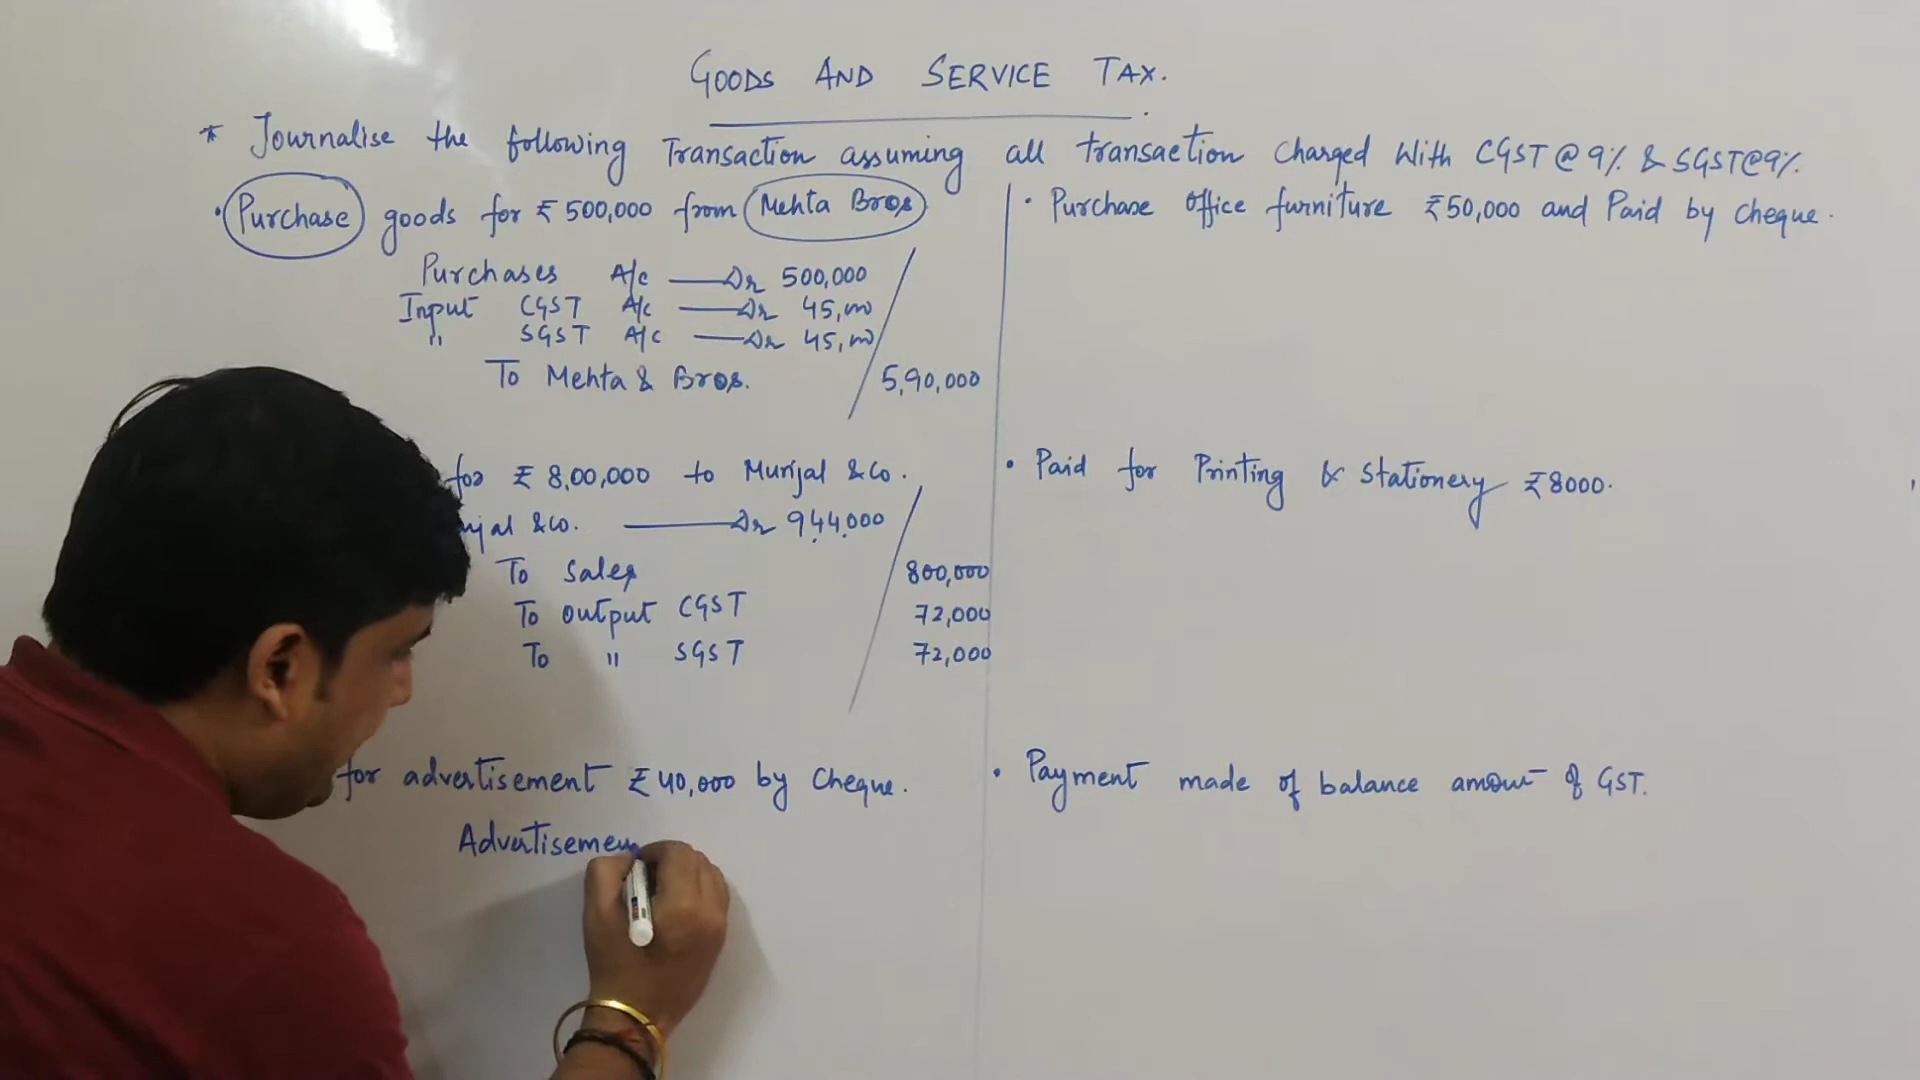 GOODS AND SERVICE TAX.
* Journalise the following Transaction assuming all transaction charged With CGST @ 9% & SGST@9%.
• Purchase goods for ₹ 500,000 from Mehta Bros
Purchases A/c Dr 500,000
Input CGST A/c Dr 45,000
" SGST A/c Dr 45,000
To Mehta & Bros. 5,90,000
for ₹ 8,00,000 to Munjal & Co.
jal & Co. Dr 944,000
To Sales 800,000
To output CGST 72,000
To " SGST 72,000
for advertisement ₹ 40,000 by Cheque.
Advertisemen
• Purchase office furniture ₹50,000 and Paid by cheque.
• Paid for Printing & Stationery ₹8000.
• Payment made of balance amount of GST.